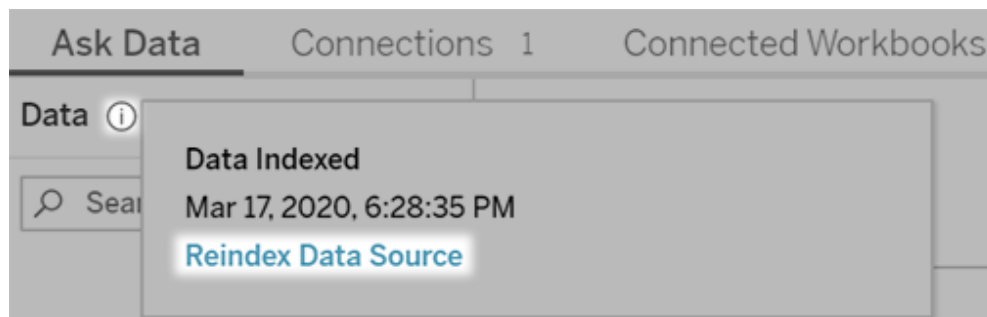 Ask Data Connections 1 Connected Workbooks
Data
Data Indexed
Sear
Mar 17, 2020, 6:28:35 PM
Reindex Data Source